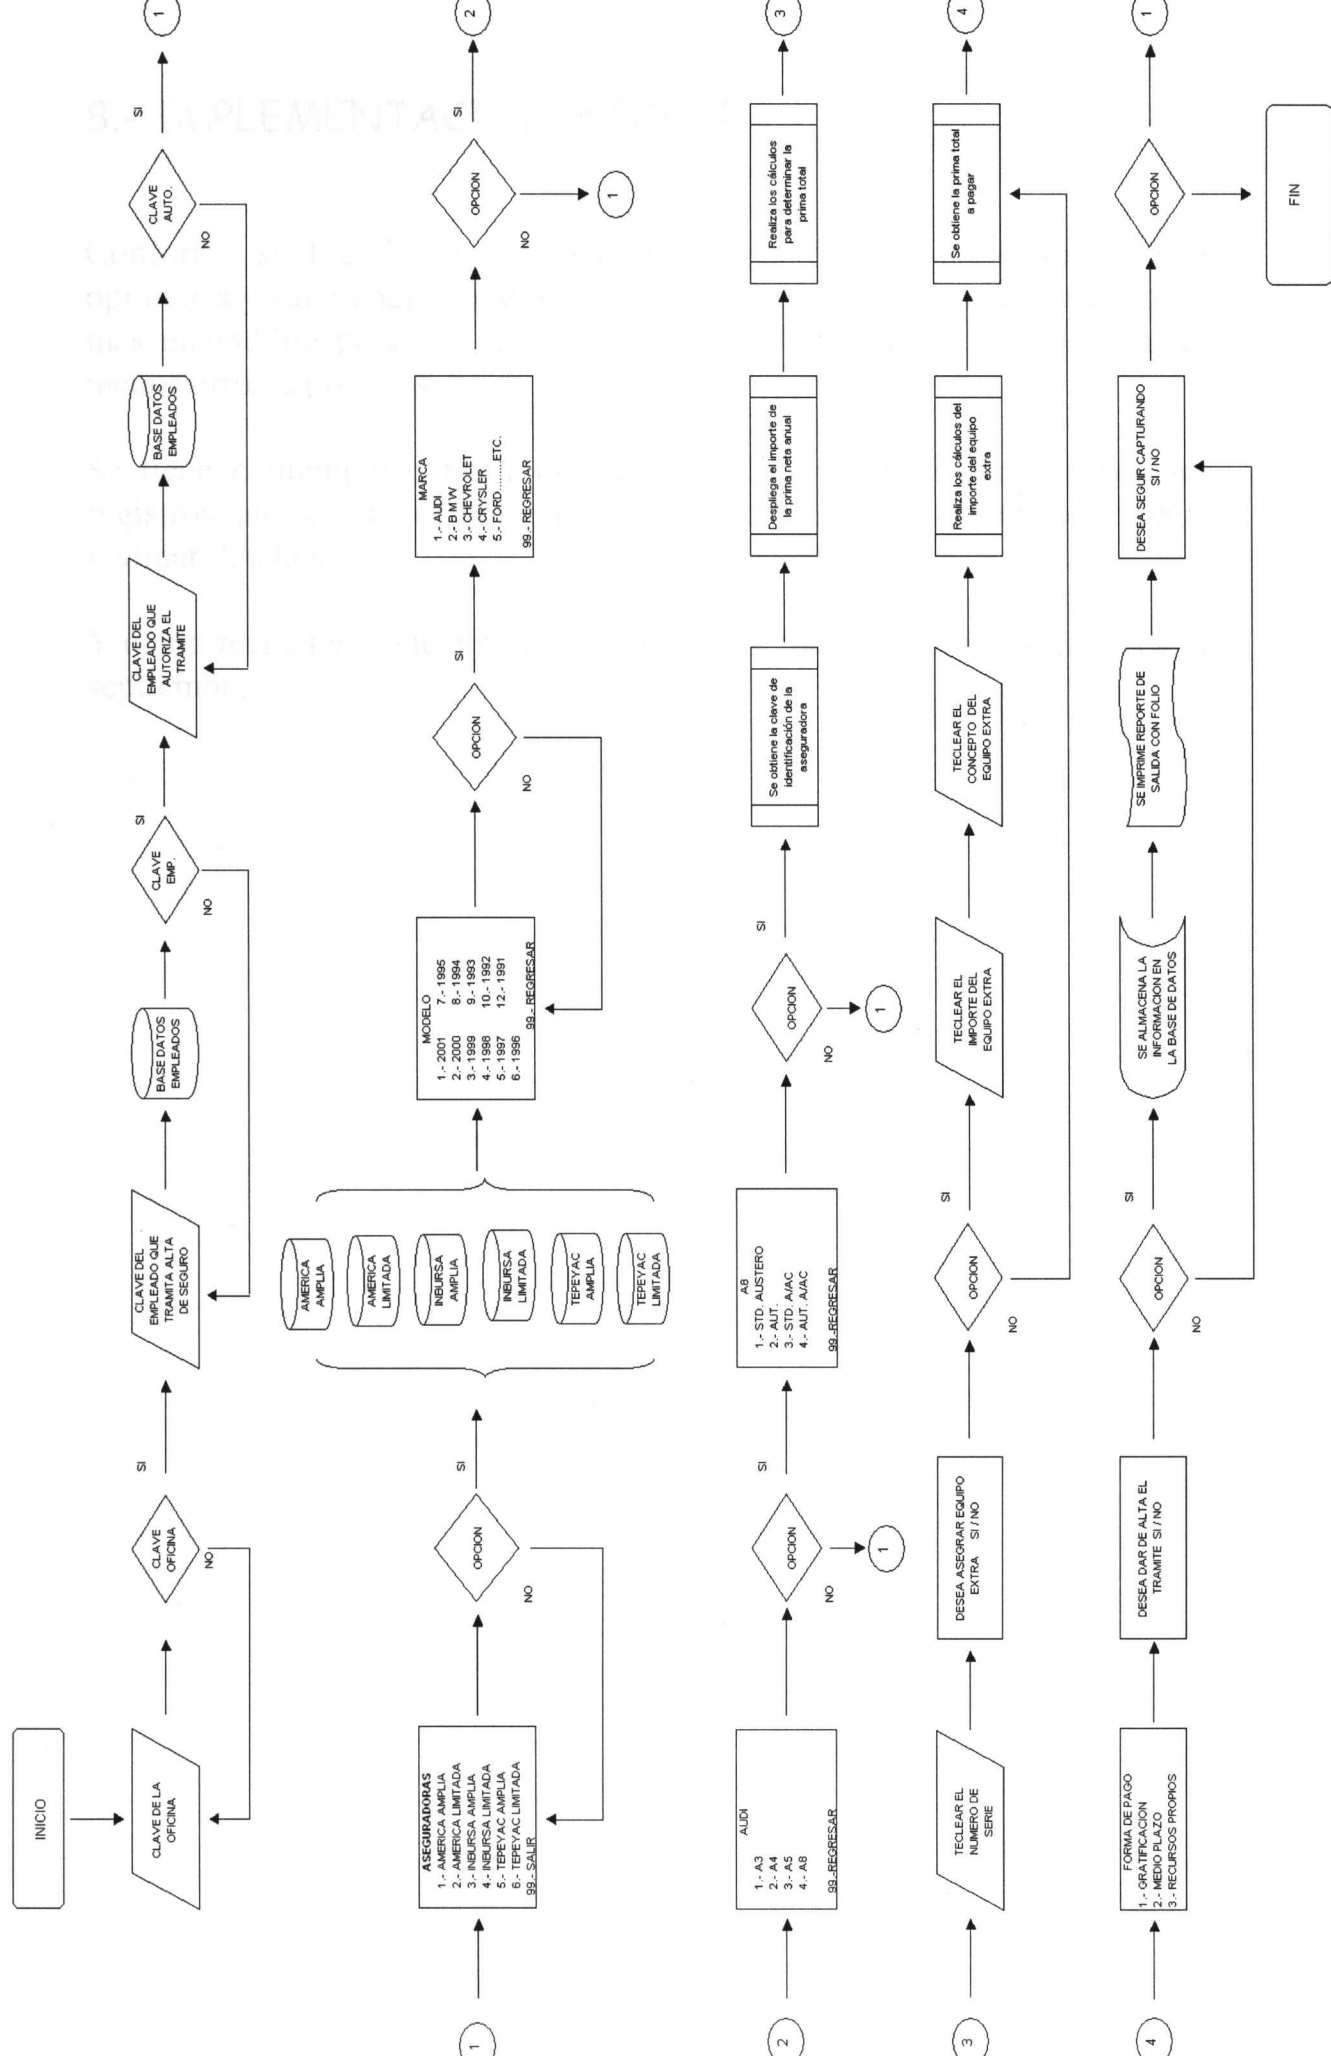 INICIO
CLAVE DE LA
OFICINA
CLAVE
OFICINA
SI
NO
CLAVE DEL
EMPLEADO QUE
TRAMITA ALTA
DE SEGURO
BASE DATOS
EMPLEADOS
CLAVE
EMP.
SI
NO
CLAVE DEL
EMPLEADO QUE
AUTORIZA EL
TRAMITE
BASE DATOS
EMPLEADOS
CLAVE
AUTO.
SI
NO
1
1
ASEGURADORAS
1.- AMERICA AMPLIA
2.- AMERICA LIMITADA
3.- INBURSA AMPLIA
4.- INBURSA LIMITADA
5.- TEPEYAC AMPLIA
6.- TEPEYAC LIMITADA
99.- SALIR
OPCION
SI
NO
AMERICA
AMPLIA
AMERICA
LIMITADA
INBURSA
AMPLIA
INBURSA
LIMITADA
TEPEYAC
AMPLIA
TEPEYAC
LIMITADA
MODELO
1.- 2001 7.- 1995
2.- 2000 8.- 1994
3.- 1999 9.- 1993
4.- 1998 10.- 1992
5.- 1997 12.- 1991
6.- 1996
99.- REGRESAR
OPCION
SI
NO
MARCA
1.- AUDI
2.- B M W
3.- CHEVROLET
4.- CRYSLER
5.- FORD.........ETC.
99.- REGRESAR
OPCION
SI
NO
1
2
2
AUDI
1.- A3
2.- A4
3.- A5
4.- A8
99.-REGRESAR
OPCION
SI
NO
1
A8
1.- STD. AUSTERO
2.- AUT.
3.- STD. A/AC
4.- AUT. A/AC
99.-REGRESAR
OPCION
SI
NO
1
Se obtiene la clave de
identificación de la
aseguradora
Despliega el importe de
la prima neta anual
Realiza los cálculos
para determinar la
prima total
3
3
TECLEAR EL
NUMERO DE
SERIE
DESEA ASEGRAR EQUIPO
EXTRA SI / NO
OPCION
SI
NO
TECLEAR EL
IMPORTE DEL
EQUIPO EXTRA
TECLEAR EL
CONCEPTO DEL
EQUIPO EXTRA
Realiza los cálculos del
importe del equipo
extra
Se obtiene la prima total
a pagar
4
4
FORMA DE PAGO
1.- GRATIFICACION
2.- MEDIO PLAZO
3.- RECURSOS PROPIOS
DESEA DAR DE ALTA EL
TRAMITE SI / NO
OPCION
SI
NO
SE ALMACENA LA
INFORMACION EN
LA BASE DE DATOS
SE IMPRIME REPORTE DE
SALIDA CON FOLIO
DESEA SEGUIR CAPTURANDO
SI / NO
OPCION
1
FIN